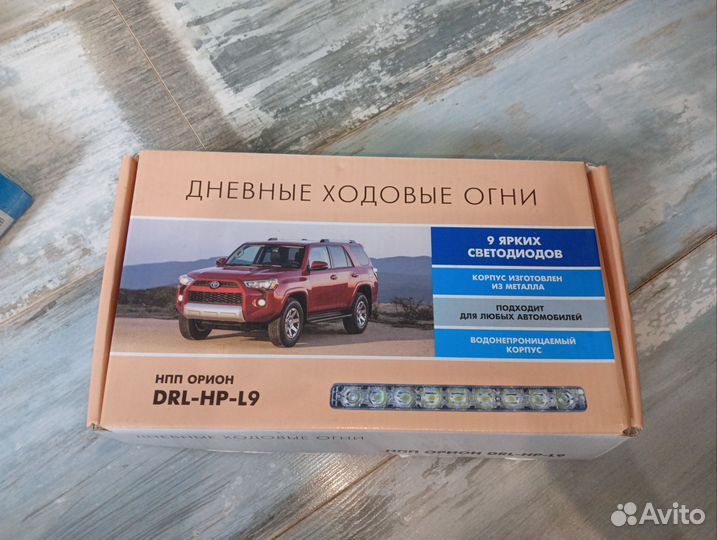 ДНЕВНЫЕ ХОДОВЫЕ ОГНИ
9 ЯРКИХ
СВЕТОДИОДОВ
КОРПУС ИЗГОТОВЛЕН
ИЗ МЕТАЛЛА
ПОДХОДИТ
ДЛЯ ЛЮБЫХ АВТОМОБИЛЕЙ
ВОДОНЕПРОНИЦАЕМЫЙ
КОРПУС
НПП ОРИОН
DRL-HP-L9
ДНЕВНЫЕ ХОДОВЫЕ ОГНИ
НПП ОРИОН DRL-HP-L9
Avito